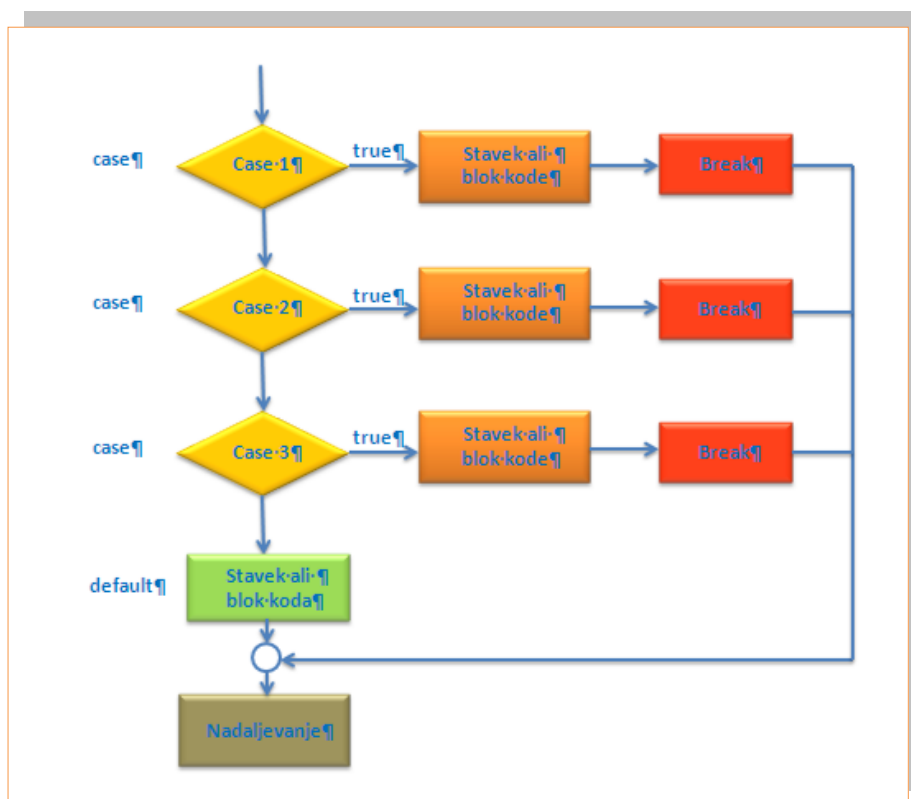 case¶
Case·1¶
true¶
Stavek·ali·¶
blok·kode¶
Break¶
case¶
Case·2¶
true¶
Stavek·ali·¶
blok·kode¶
Break¶
case¶
Case·3¶
true¶
Stavek·ali·¶
blok·kode¶
Break¶
default¶
Stavek·ali·¶
blok·koda¶
Nadaljevanje¶